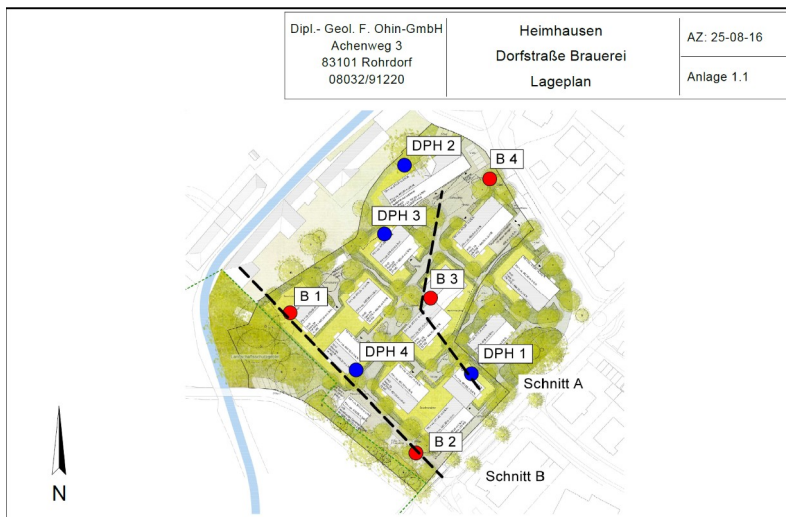 Dipl.- Geol. F. Ohin-GmbH
Achenweg 3
83101 Rohrdorf
08032/91220
Heimhausen
Dorfstraße Brauerei
Lageplan
AZ: 25-08-16
Anlage 1.1
DPH 2
B 4
DPH 3
B 3
B 1
DPH 4
DPH 1
Schnitt A
B 2
Schnitt B
N